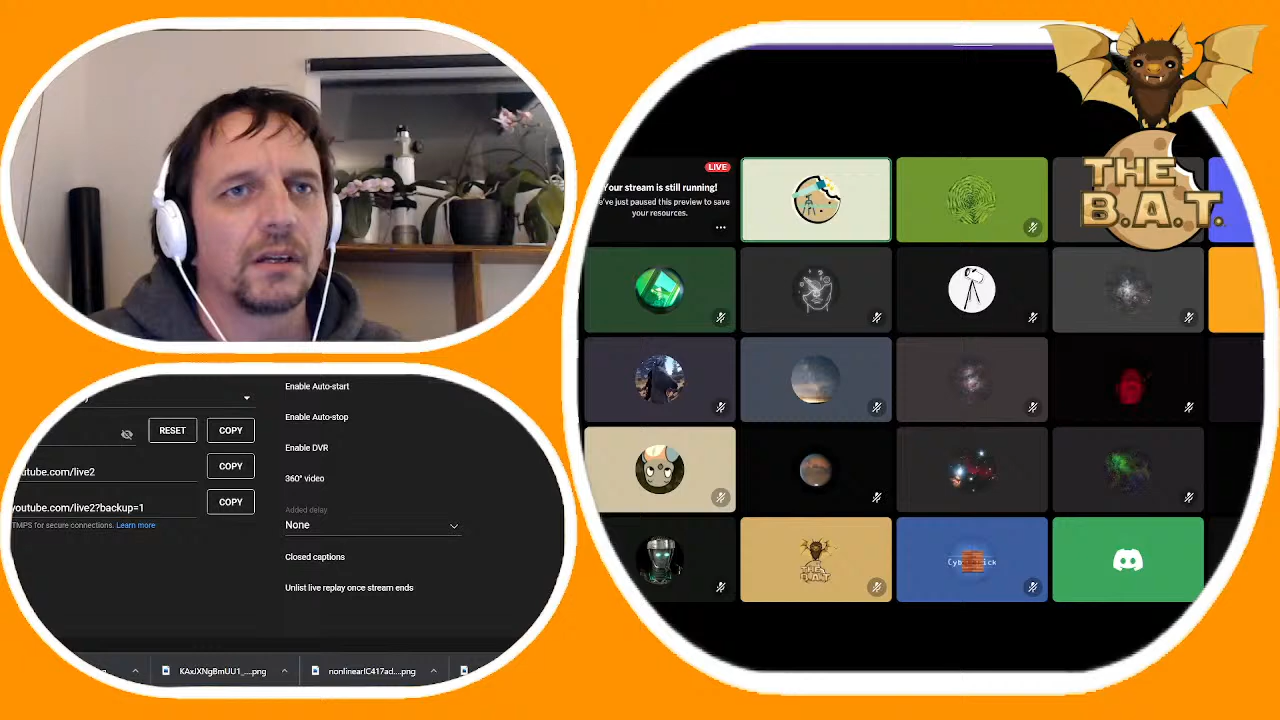 THE
B.A.T.
LIVE
Your stream is still running!
e've just paused this preview to save
your resources.
Enable Auto-start
Enable Auto-stop
RESET
COPY
Enable DVR
utube.com/live2
COPY
360° video
youtube.com/live2?backup=1
COPY
Added delay
None
TMPS for secure connections. Learn more
Closed captions
Unlist live replay once stream ends
KAxJXNgBmUU1_....png
nonlinearIC417ad....png
THE
B.A.T.